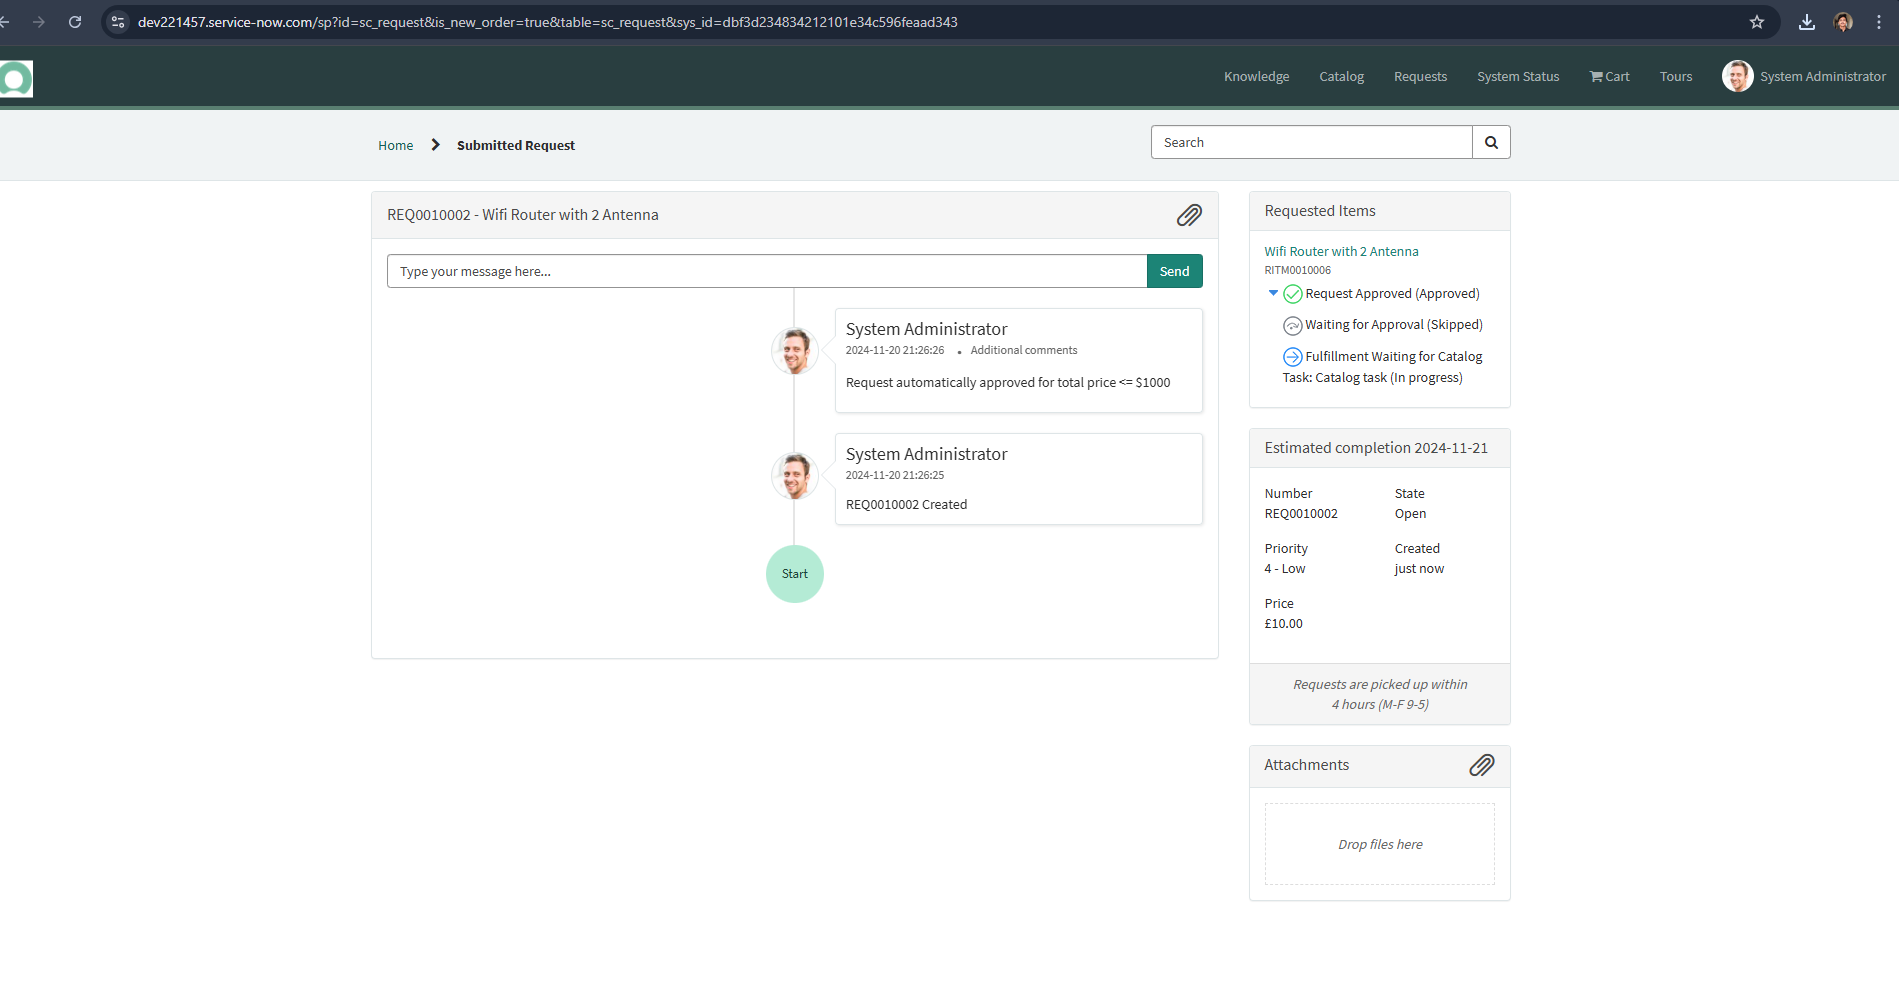 dev221457.service-now.com/sp?id=sc_request&is_new_order=true&table=sc_request&sys_id=dbf3d234834212101e34c596feaad343
Knowledge Catalog Requests System Status Cart Tours System Administrator
Home Submitted Request
Search
REQ0010002 - Wifi Router with 2 Antenna
Type your message here...
Send
System Administrator
2024-11-20 21:26:26 • Additional comments
Request automatically approved for total price <= $1000
System Administrator
2024-11-20 21:26:25
REQ0010002 Created
Start
Requested Items
Wifi Router with 2 Antenna
RITM0010006
Request Approved (Approved)
Waiting for Approval (Skipped)
Fulfillment Waiting for Catalog
Task: Catalog task (In progress)
Estimated completion 2024-11-21
Number State
REQ0010002 Open
Priority Created
4 - Low just now
Price
£10.00
Requests are picked up within
4 hours (M-F 9-5)
Attachments
Drop files here